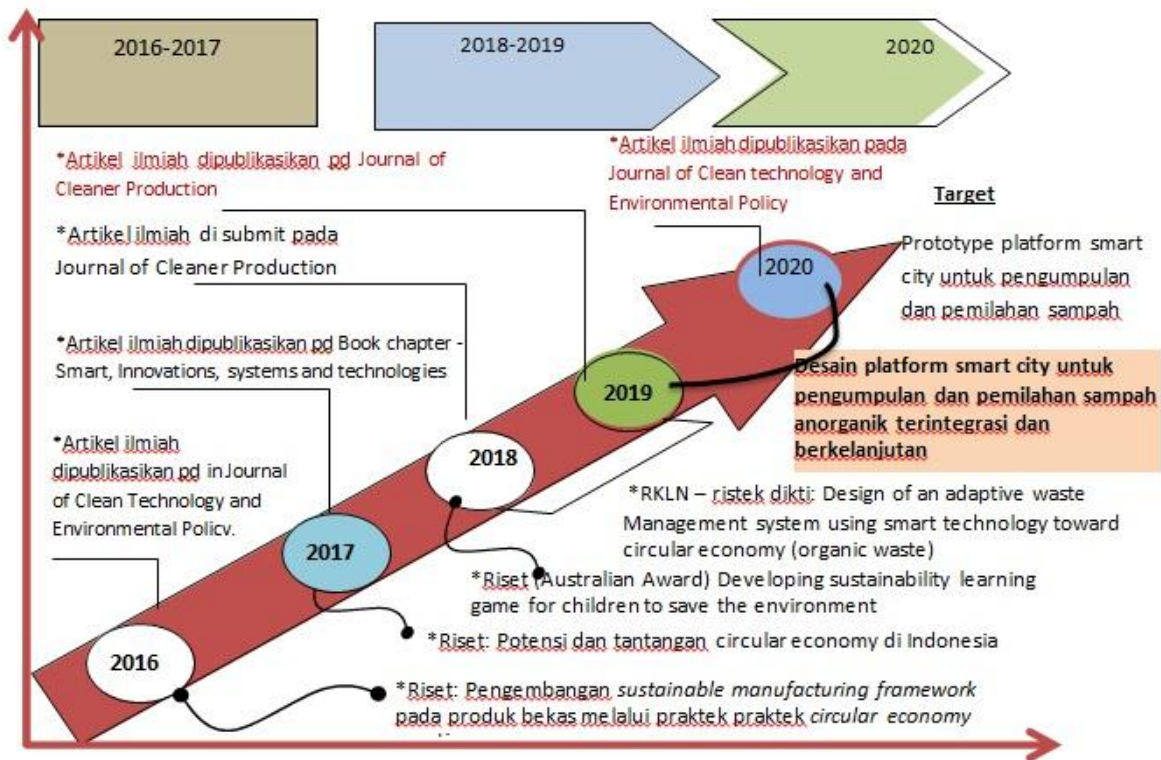 2016-2017
2018-2019
2020
*Artikel ilmiah dipublikasikan pd Journal of
Cleaner Production
*Artikel ilmiah dipublikasikan pada
Journal of Clean technology and
Environmental Policy
Target
*Artikel ilmiah di submit pada
Journal of Cleaner Production
Prototype platform smart
city untuk pengumpulan
dan pemilahan sampah
2020
*Artikel ilmiah dipublikasikan pd Book chapter -
Smart, Innovations, systems and technologies
2019
Desain platform smart city untuk
pengumpulan dan pemilahan sampah
anorganik terintegrasi dan
berkelanjutan
*Artikel ilmiah
dipublikasikan pd in Journal
of Clean Technology and
Environmental Policy.
2018
*RKLN – ristek dikti: Design of an adaptive waste
Management system using smart technology toward
circular economy (organic waste)
2017
*Riset (Australian Award) Developing sustainability learning
game for children to save the environment
*Riset: Potensi dan tantangan circular economy di Indonesia
2016
*Riset: Pengembangan sustainable manufacturing framework
pada produk bekas melalui praktek praktek circular economy